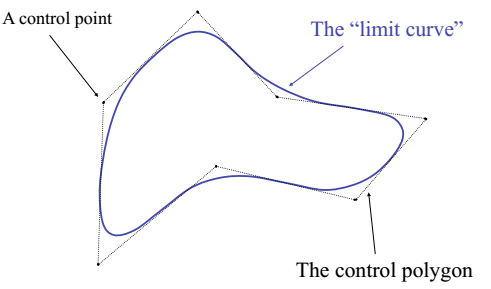 A control point
The “limit curve”
The control polygon